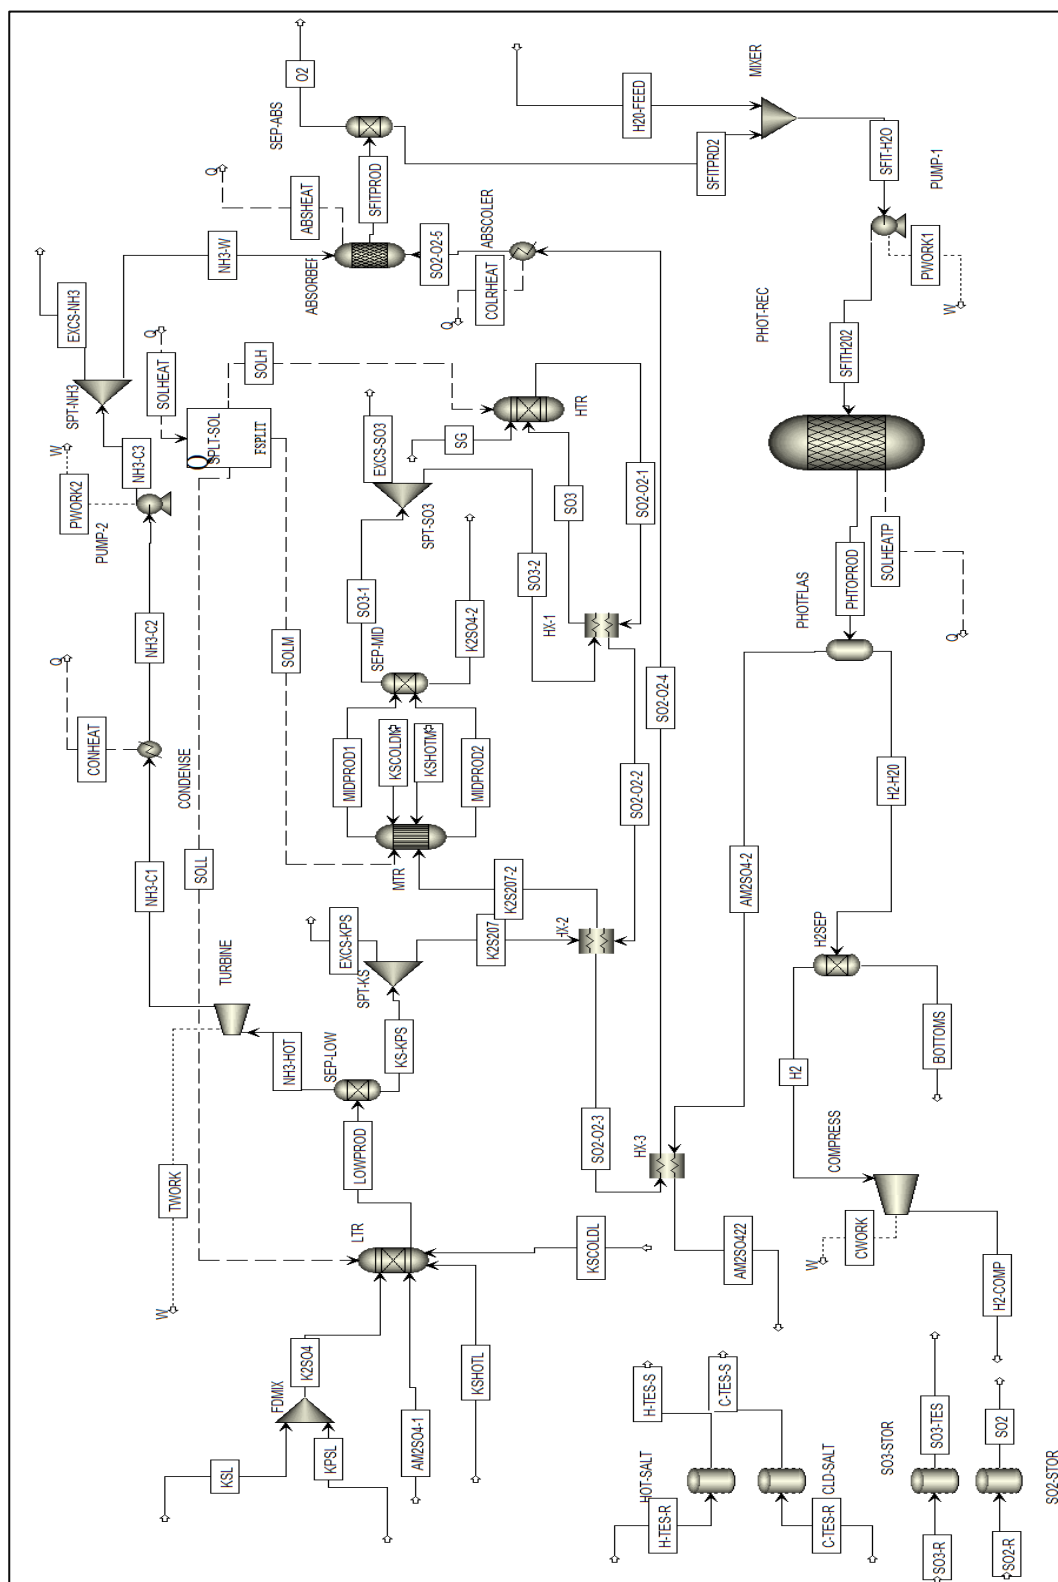 W
TWORK
TURBINE
NH3-C1
CONHEAT
Q
NH3-C2
PWORK2
W
PUMP-2
NH3-C3
SPT-NH3
EXCS-NH3
CONDENSE
SOLL
SOLHEAT
Q
SPLT-SOL
FSPLIT
SOLH
NH3-W
Q
ABSHEAT
ABSORBER
SEP-ABS
O2
SFITPROD
KSL
KPSL
FDMIX
K2SO4
AM2SO4-1
KSHOTL
KSCOLDL
LTR
LOWPROD
SEP-LOW
NH3-HOT
KS-KPS
SPT-KS
EXCS-KPS
K2S207
K2S207-2
HX-2
SOLM
MTR
MIDPROD1
KSCOLDM
KSHOTM
MIDPROD2
SEP-MID
SO3-1
K2SO4-2
SPT-SO3
EXCS-SO3
SG
HTR
SO3
SO3-2
SO2-O2-1
HX-1
SO2-O2-2
SO2-O2-3
HX-3
SO2-O2-4
Q
COLRHEAT
ABSCOLER
SO2-O2-5
AM2SO422
AM2SO4-2
H20-FEED
SFITPRD2
MIXER
SFIT-H2O
PUMP-1
PWORK1
W
SFITH202
PHOT-REC
SOLHEATP
Q
PHTOPROD
PHOTFLAS
H2-H20
H2SEP
BOTTOMS
H2
COMPRESS
CWORK
W
H2-COMP
HOT-SALT
H-TES-R
H-TES-S
CLD-SALT
C-TES-R
C-TES-S
SO3-STOR
SO3-R
SO3-TES
SO2-STOR
SO2-R
SO2